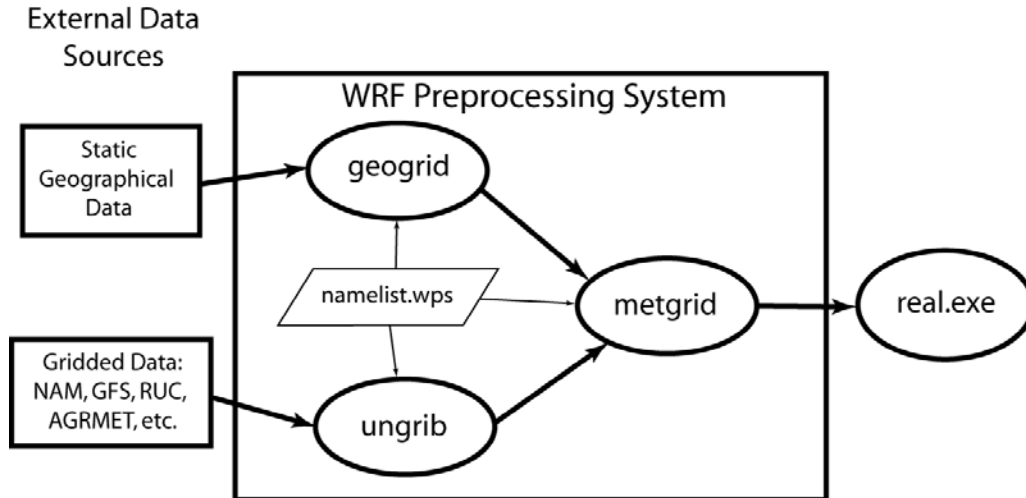 External Data
Sources
WRF Preprocessing System
Static
Geographical
Data
geogrid
namelist.wps
metgrid
real.exe
Gridded Data:
NAM, GFS, RUC,
AGRMET, etc.
ungrib